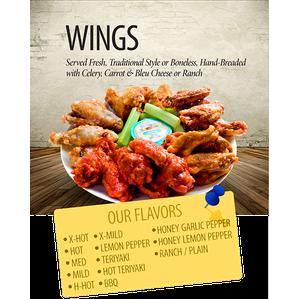 WINGS
Served Fresh, Traditional Style or Boneless, Hand-Breaded
with Celery, Carrot & Bleu Cheese or Ranch
OUR FLAVORS
• X-HOT
• HOT
• MED
• MILD
• H-HOT
• X-MILD
• LEMON PEPPER
• TERIYAKI
• HOT TERIYAKI
• BBQ
• HONEY GARLIC PEPPER
• HONEY LEMON PEPPER
• RANCH / PLAIN